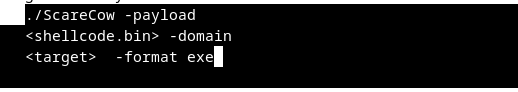 ./ScareCow -payload
<shellcode.bin> -domain
<target>  -format exe